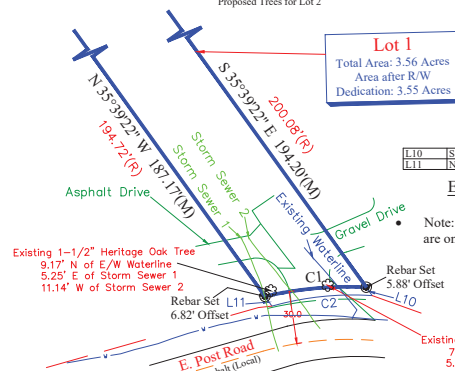 Proposed Trees for Lot 2
Lot 1
Total Area: 3.56 Acres
Area after R/W
Dedication: 3.55 Acres
N 35°39'22" W 187.17'(M)
194.72'(R)
S 35°39'22" E 194.20'(M)
200.08'(R)
Storm Sewer 2
Storm Sewer 1
Asphalt Drive
Existing Waterline
Gravel Drive
L10 S
L11 N
E
• Note:
are on
Existing 1-1/2" Heritage Oak Tree
9.17' N of E/W Waterline
5.25' E of Storm Sewer 1
11.14' W of Storm Sewer 2
Rebar Set
6.82' Offset
L11
C1
C2
L10
Rebar Set
5.88' Offset
30.0
W
W
E. Post Road
(Local)
Existing
7
5.